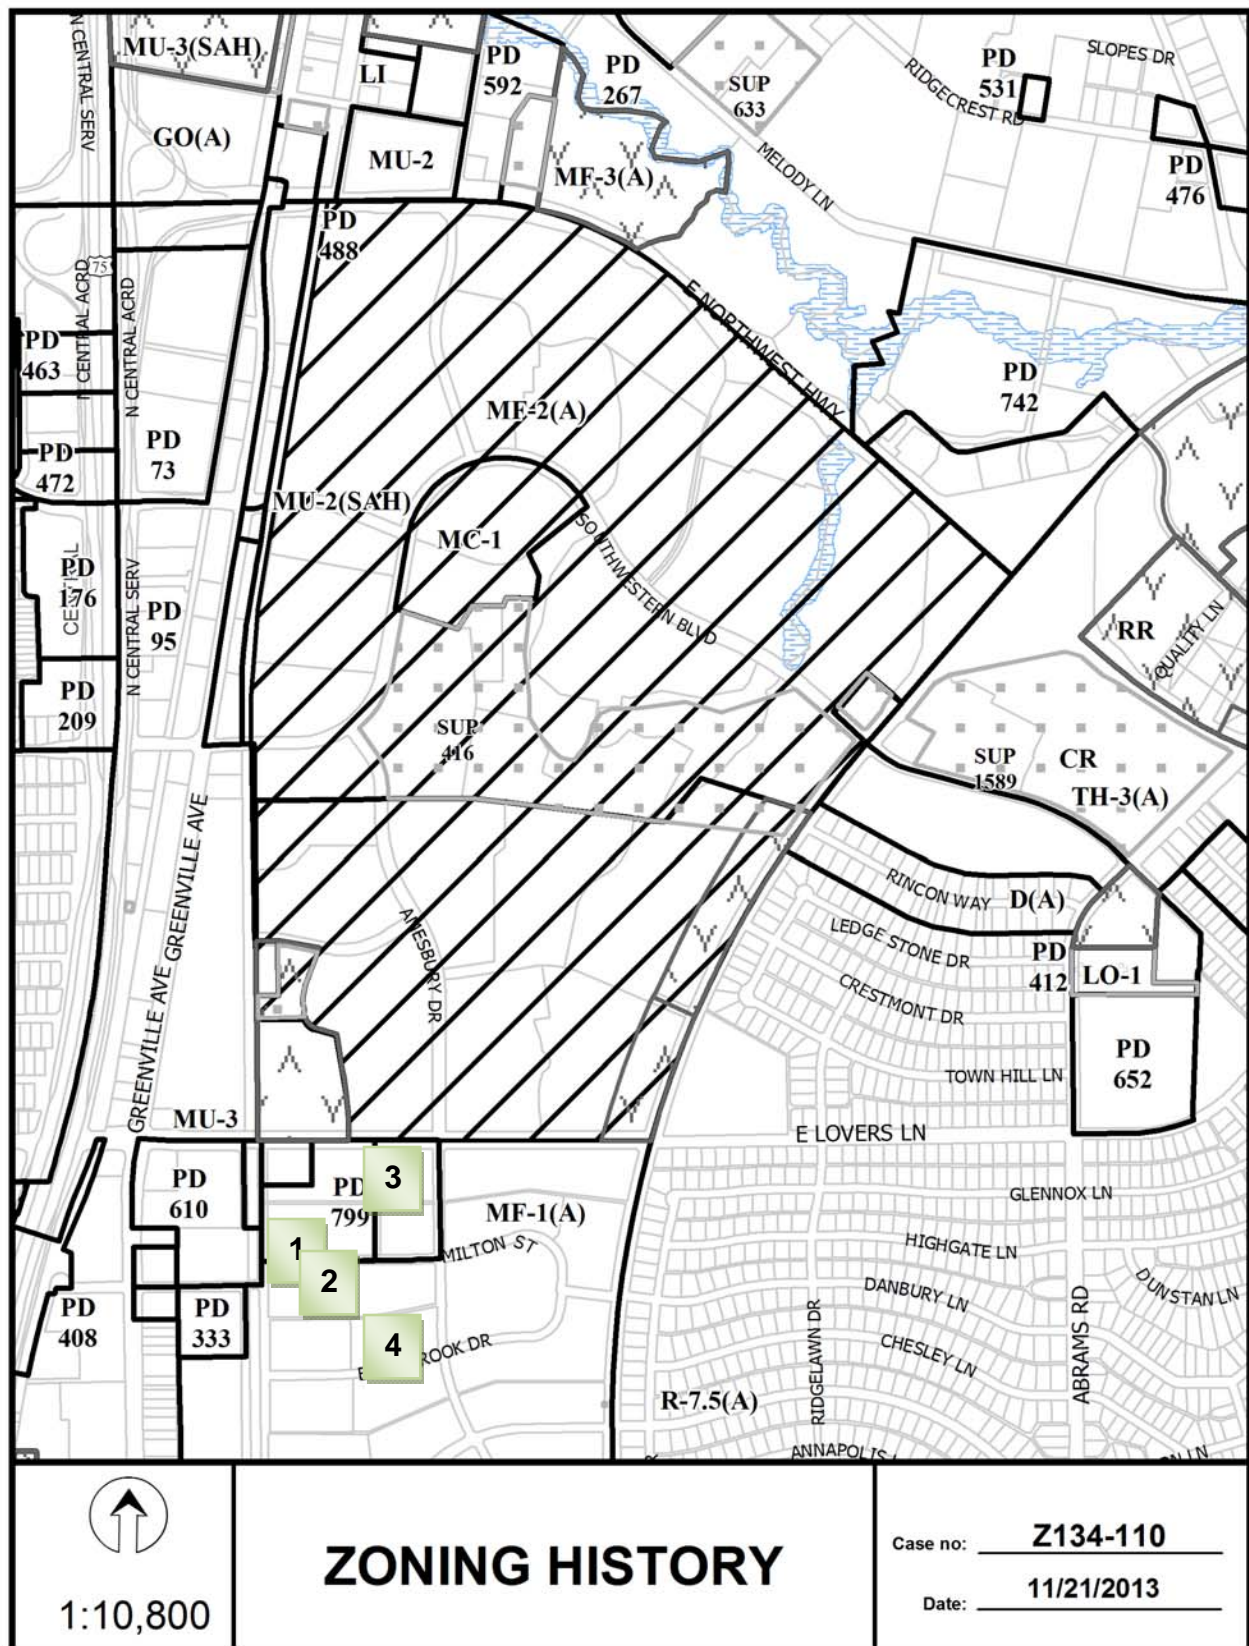 MU-3(SAH)
N CENTRAL SERV
LI
PD
592
PD
267
SUP
633
PD
531
SLOPES DR
RIDGECREST RD
GO(A)
MU-2
MF-3(A)
MELODY LN
PD
476
PD
488
75
N CENTRAL ACRD
N CENTRAL ACRD
E NORTHWEST HWY
PD
463
PD
742
MF-2(A)
PD
472
PD
73
MU-2(SAH)
MC-1
SOUTHWESTERN BLVD
PD
176
CENTRAL
N CENTRAL SERV
PD
95
RR
QUALITY LN
PD
209
SUP
416
SUP
1589
CR
TH-3(A)
GREENVILLE AVE
GREENVILLE AVE
AMESBURY DR
RINCON WAY
D(A)
LEDGE STONE DR
PD
412
LO-1
CRESTMONT DR
PD
652
TOWN HILL LN
MU-3
E LOVERS LN
PD
610
PD
799
3
MF-1(A)
GLENNOX LN
1
MILTON ST
HIGHGATE LN
2
DANBURY LN
DUNSTAN LN
PD
408
PD
333
4
ROOK DR
CHESLEY LN
RIDGELAWN DR
ABRAMS RD
R-7.5(A)
ANNAPOLIS
1:10,800
ZONING HISTORY
Case no: Z134-110
Date: 11/21/2013